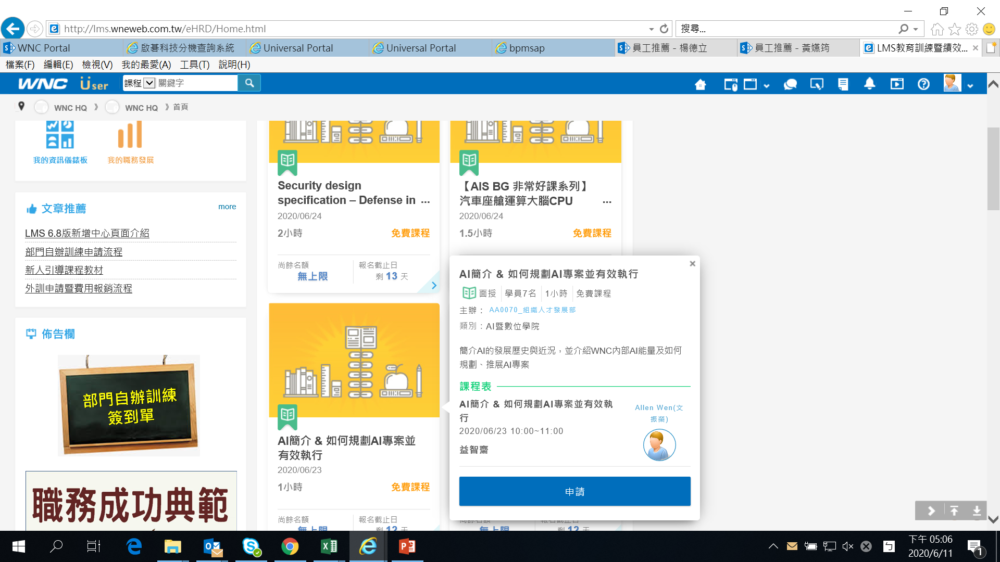 http://lms.wneweb.com.tw/eHRD/Home.html
搜尋...
WNC Portal
啟碁科技分機查詢系統
Universal Portal
Universal Portal
bpmsap
員工推薦 - 楊德立
員工推薦 - 黃嬿筠
LMS教育訓練暨績效...
檔案(F) 編輯(E) 檢視(V) 我的最愛(A) 工具(T) 說明(H)
WNC User 課程 關鍵字
WNC HQ 》 WNC HQ 》首頁
我的資訊儀錶板
我的職務發展
文章推薦
more
LMS 6.8版新增中心頁面介紹
部門自辦訓練申請流程
新人引導課程教材
外訓申請暨費用報銷流程
佈告欄
部門自辦訓練
簽到單
職務成功典範
Security design
specification – Defense in ...
2020/06/24
2小時
免費課程
尚餘名額
無上限
報名截止日
剩 13 天
【AIS BG 非常好課系列】
汽車座艙運算大腦CPU ...
2020/06/24
1.5小時
免費課程
AI簡介 & 如何規劃AI專案並
有效執行
2020/06/23
1小時
免費課程
尚餘名額
無上限
報名截止日
剩 12 天
AI簡介 & 如何規劃AI專案並有效執行
面授 學員7名 1小時 免費課程
主辦： AA0070_組織人才發展部
類別：AI暨數位學院
簡介AI的發展歷史與近況，並介紹WNC內部AI能量及如何
規劃、推展AI專案
課程表
AI簡介 & 如何規劃AI專案並有效執
行
2020/06/23 10:00~11:00
益智齋
Allen Wen(文
振榮)
申請
尚餘名額
無上限
報名截止日
剩 12 天
下午 05:06
2020/6/11
1